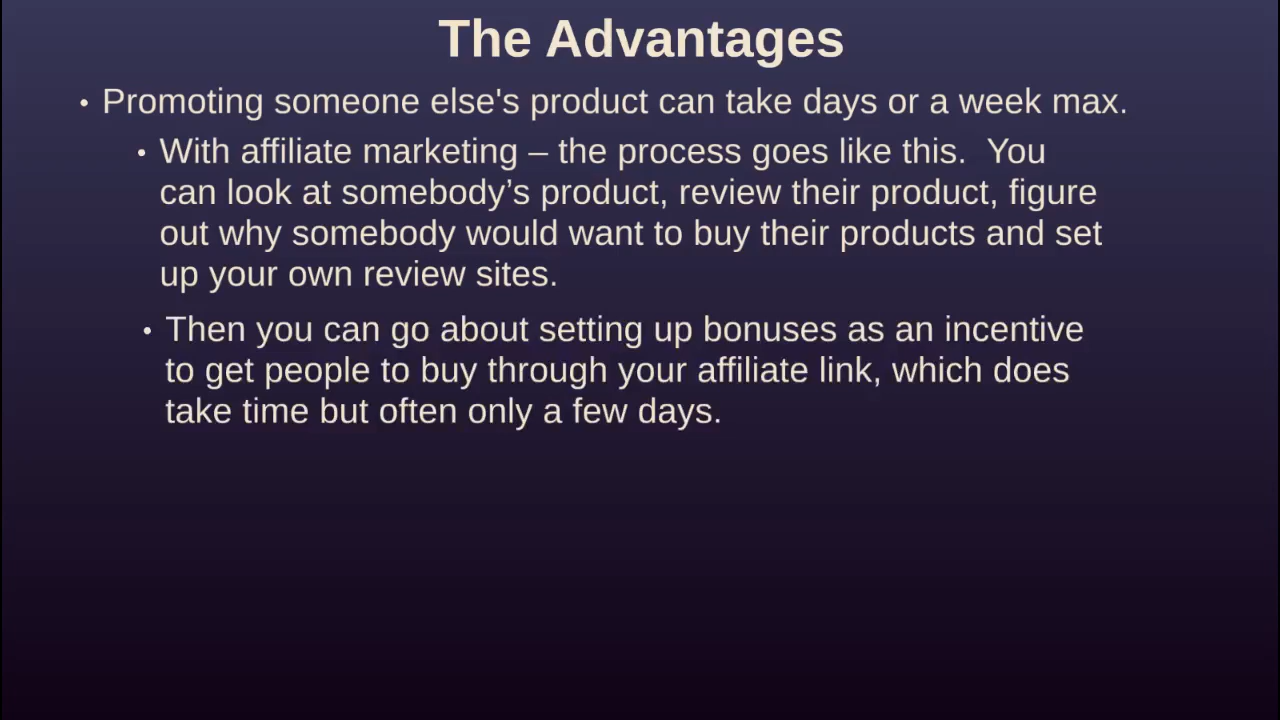 The Advantages
• Promoting someone else's product can take days or a week max.
• With affiliate marketing – the process goes like this.  You
can look at somebody’s product, review their product, figure
out why somebody would want to buy their products and set
up your own review sites.
• Then you can go about setting up bonuses as an incentive
to get people to buy through your affiliate link, which does
take time but often only a few days.